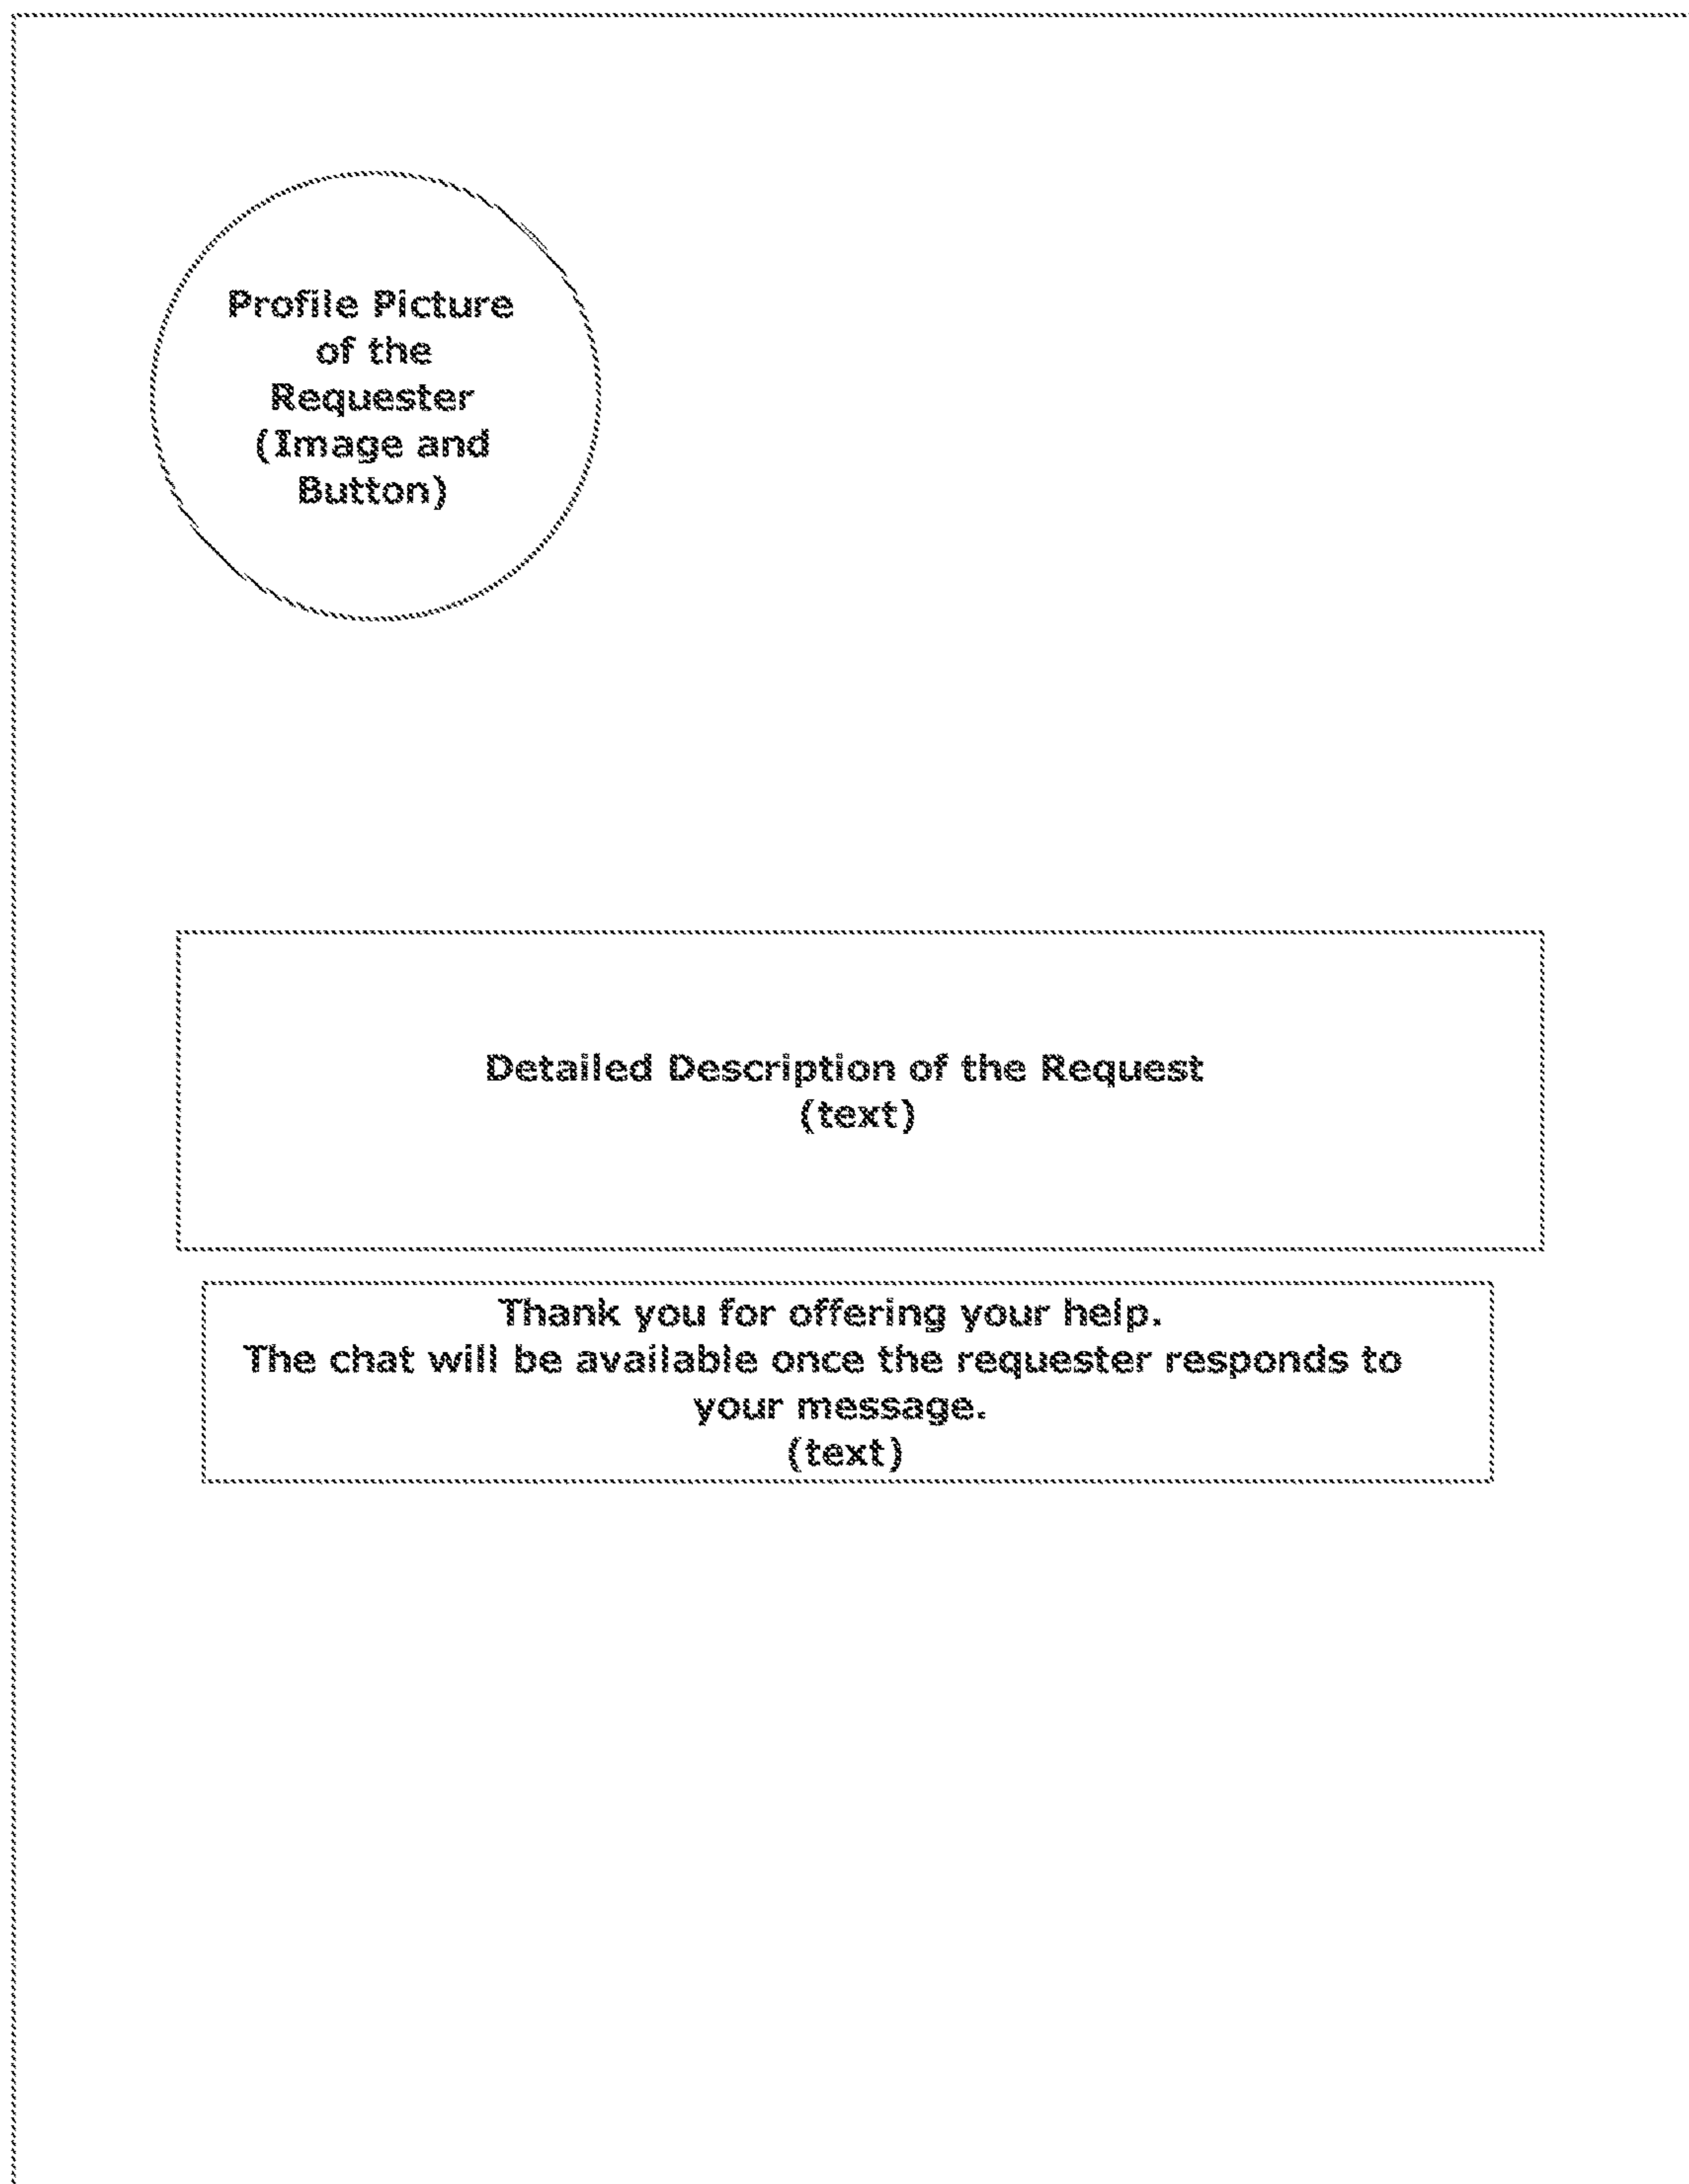 Profile Picture
of the
Requester
(Image and
Button)
Detailed Description of the Request
(text)
Thank you for offering your help.
The chat will be available once the requester responds to
your message.
(text)